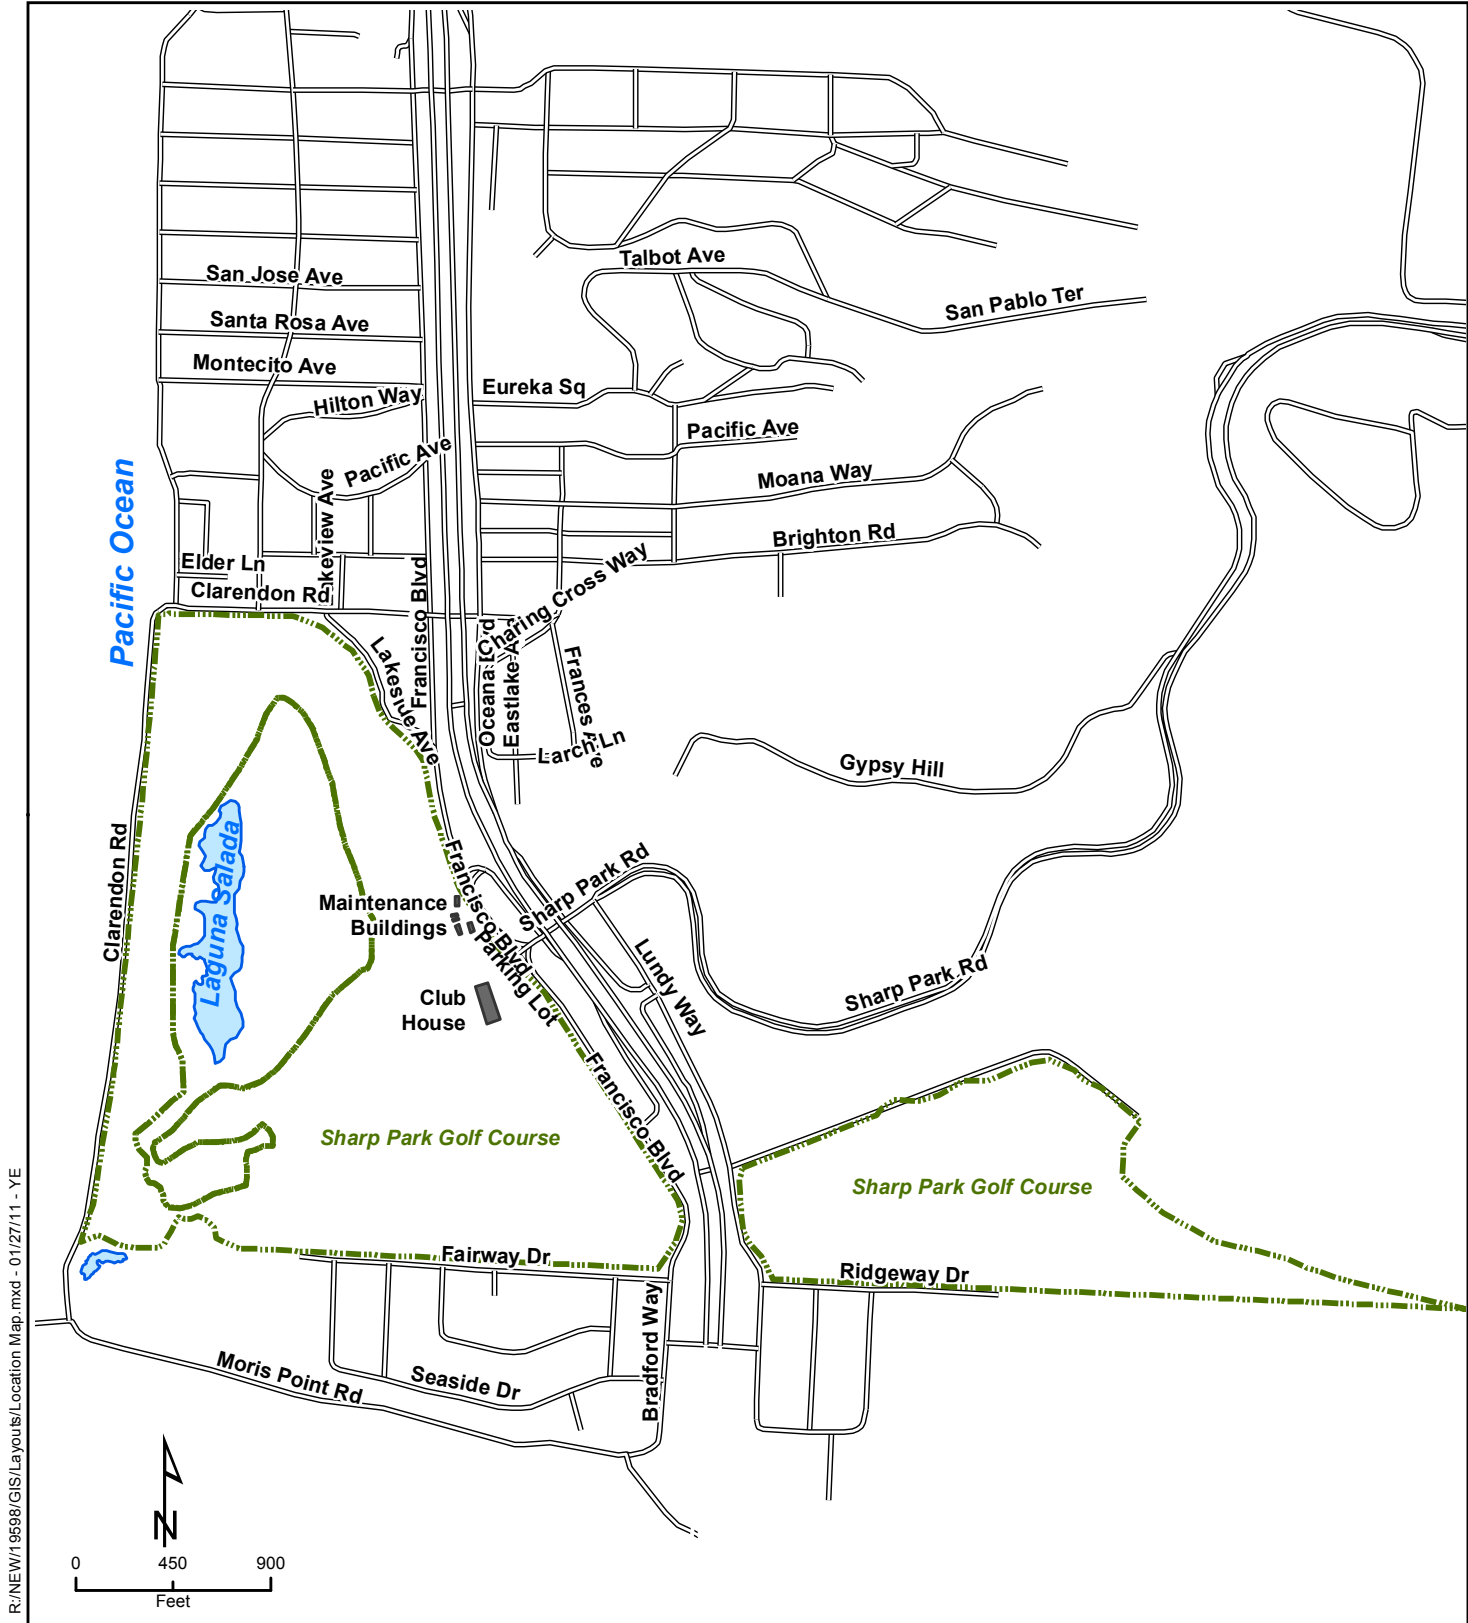 Talbot Ave
San Jose Ave
San Pablo Ter
Santa Rosa Ave
Montecito Ave
Eureka Sq
Hilton Way
Pacific Ave
Pacific Ave
Moana Way
Pacific Ocean
Brighton Rd
Elder Ln
Clarendon Rd
Francisco Blvd
Charing Cross Way
Lakeside Ave
Frances Ave
Larch Ln
Gypsy Hill
Clarendon Rd
Laguna Salada
Francisco Blvd
Sharp Park Rd
Maintenance
Buildings
Parking Lot
Lundy Way
Sharp Park Rd
Club
House
Francisco Blvd
Sharp Park Golf Course
Sharp Park Golf Course
Fairway Dr
Ridgeway Dr
Bradford Way
Moris Point Rd
Seaside Dr
N
0 450 900
Feet
R:/NEW/19598/GIS/Layouts/Location Map.mxd - 01/27/11 - YE